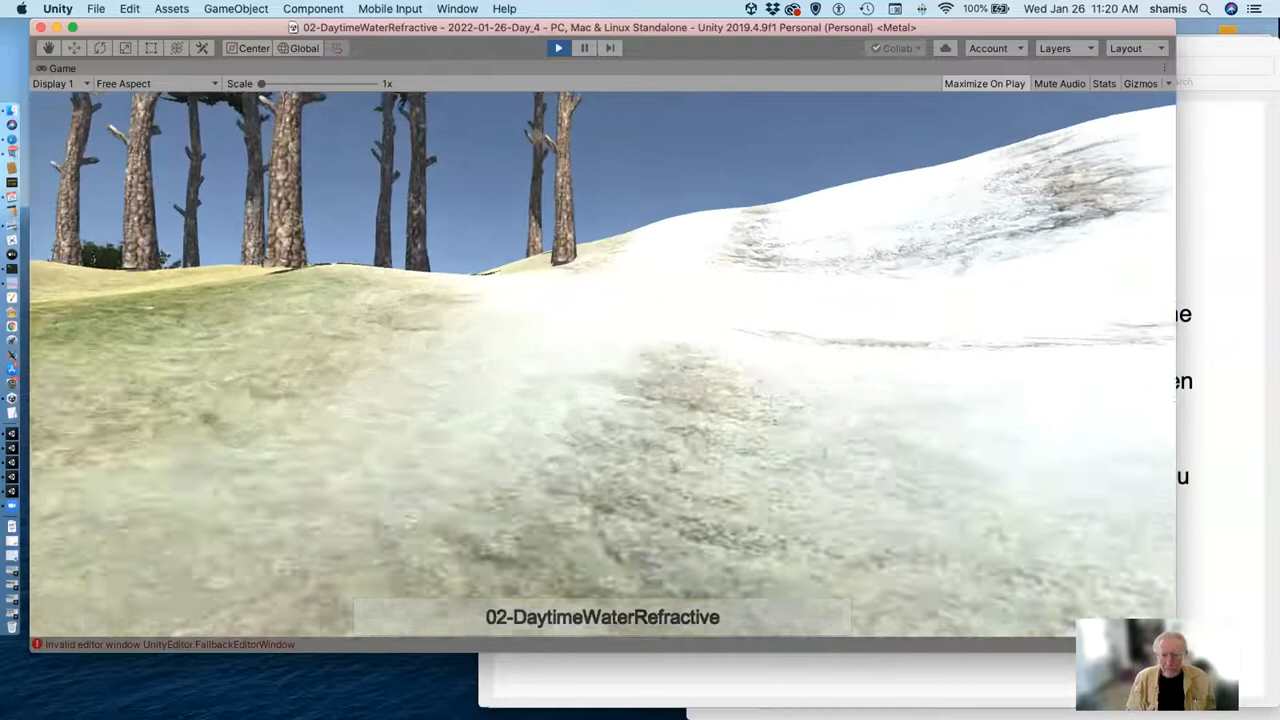 Unity File Edit Assets GameObject Component Mobile Input Window Help 100% Wed Jan 26 11:20 AM shamis
02-DaytimeWaterRefractive - 2022-01-26-Day_4 - PC, Mac & Linux Standalone - Unity 2019.4.9f1 Personal (Personal) <Metal>
Center Global Collab Account Layers Layout
Game
Display 1 Free Aspect Scale 1x Maximize On Play Mute Audio Stats Gizmos
ne
en
u
02-DaytimeWaterRefractive
Invalid editor window UnityEditor.FallbackEditorWindow